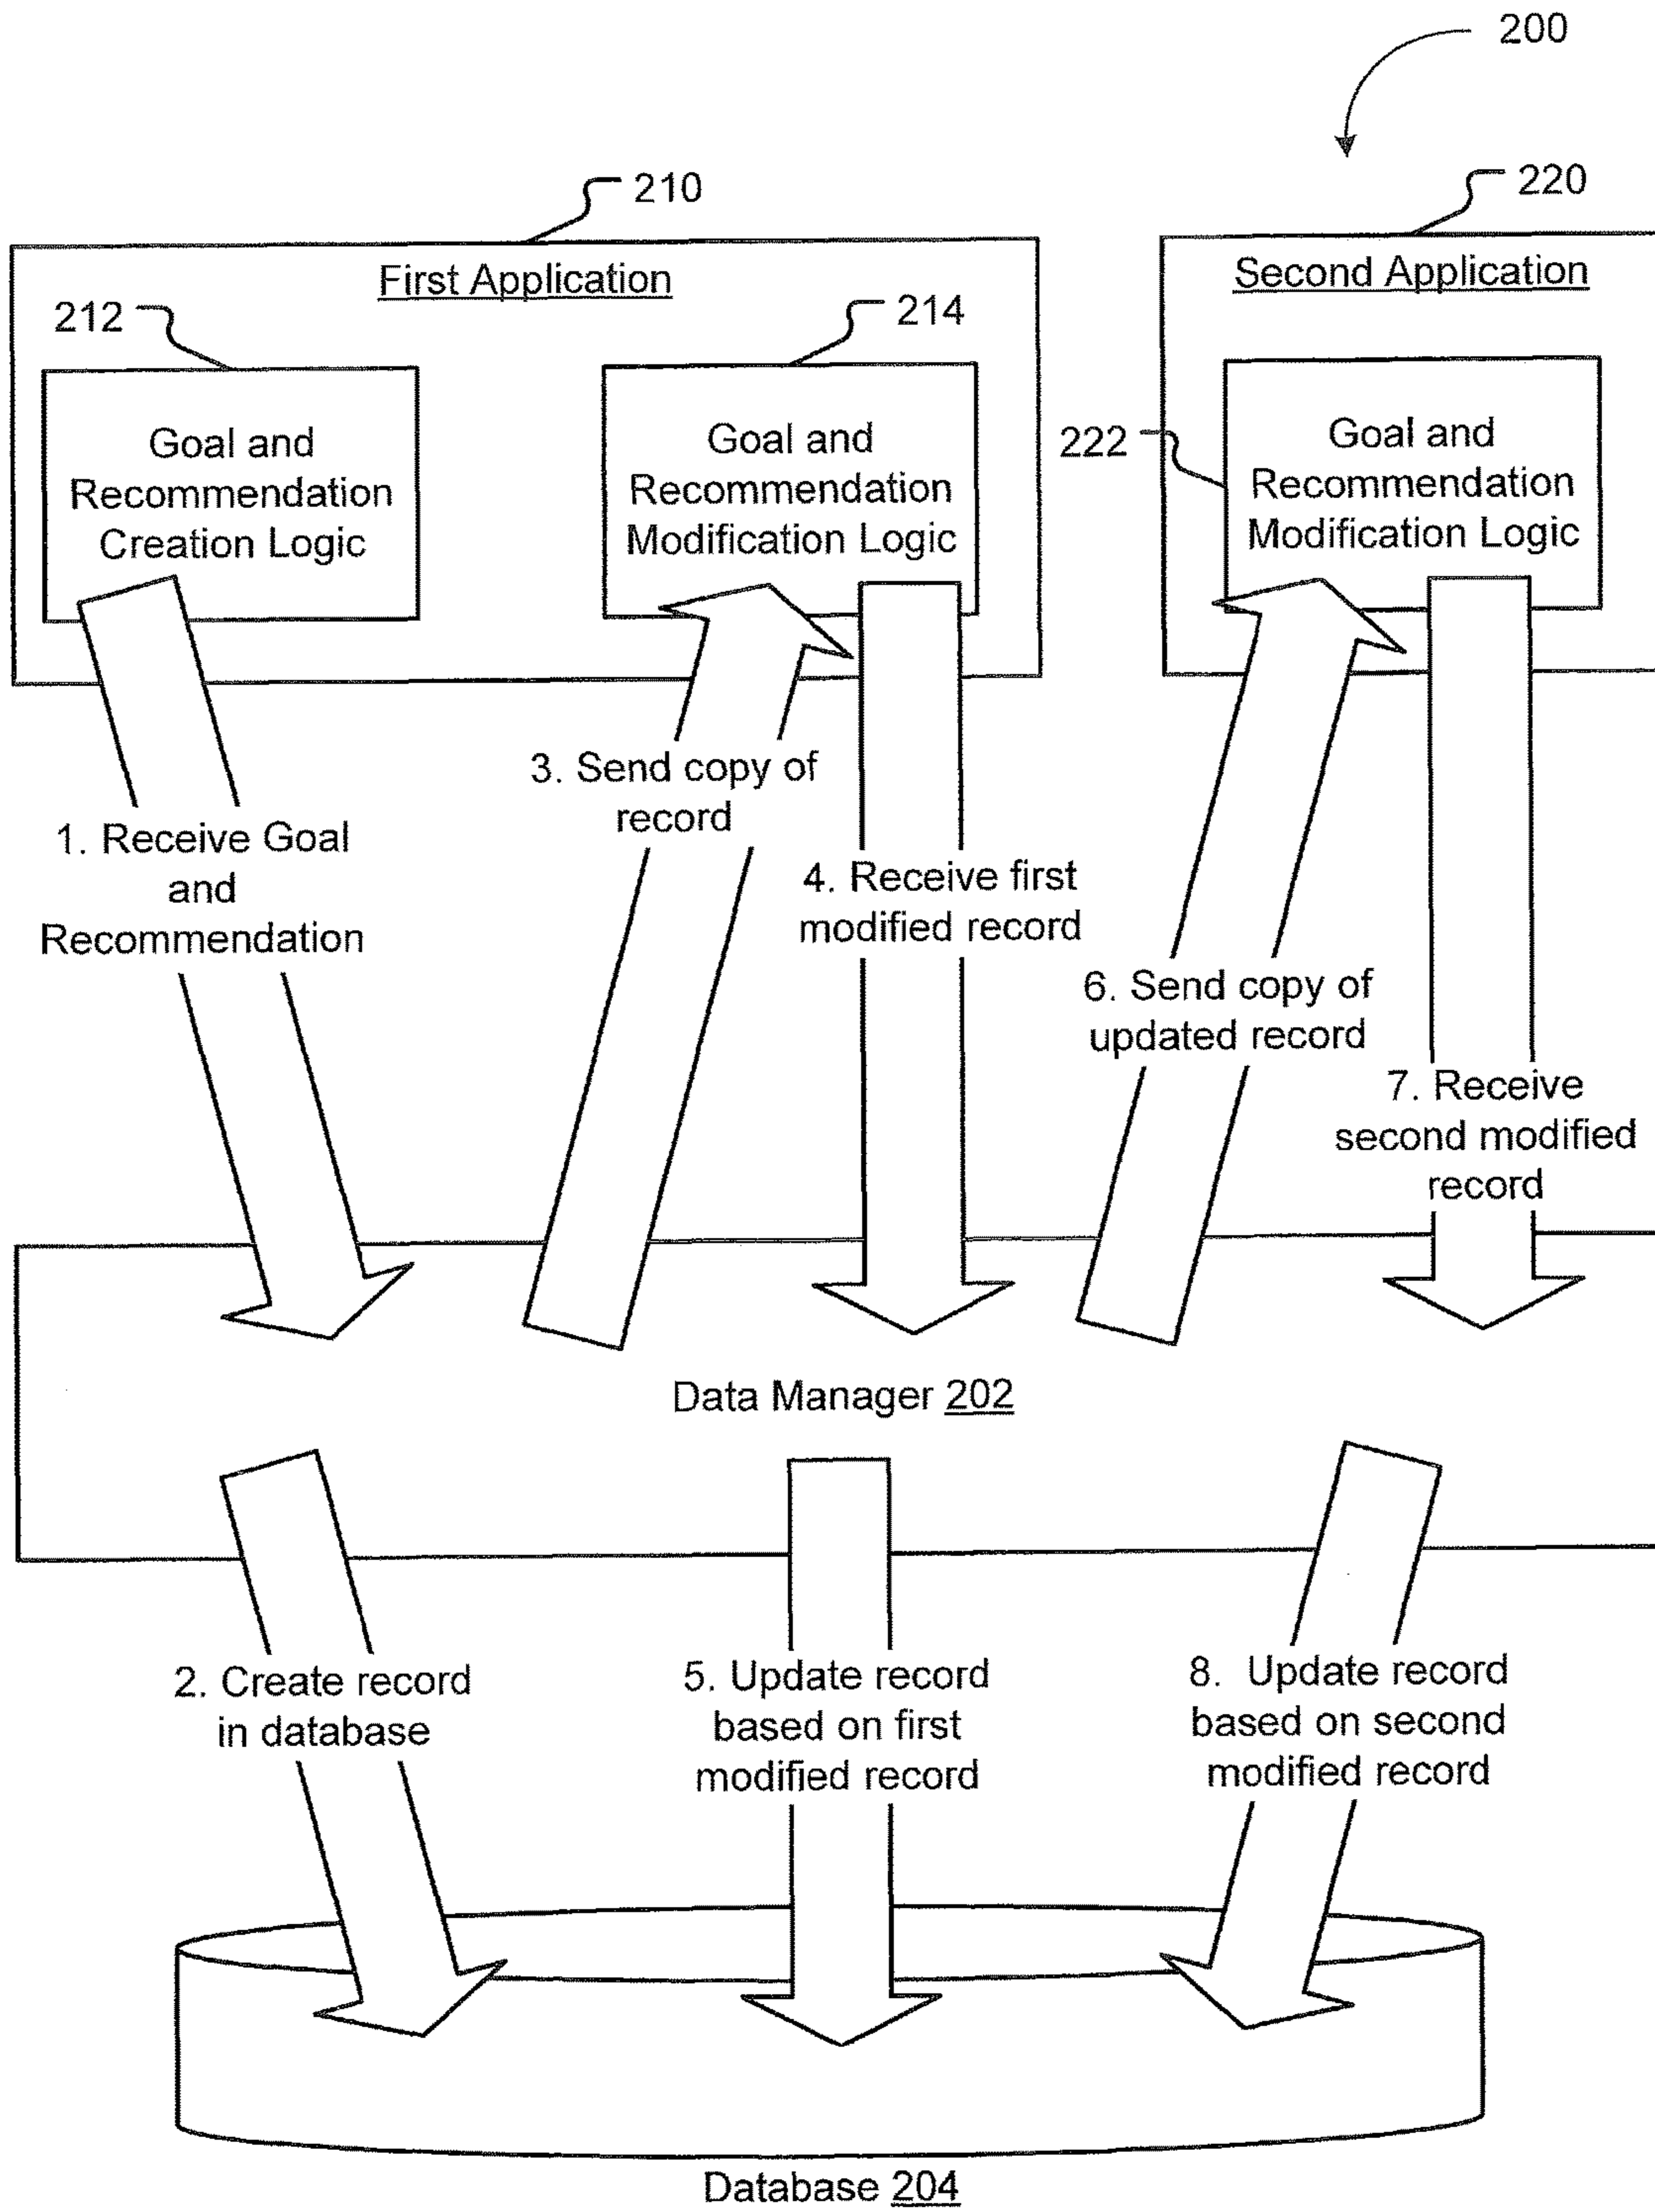 200
210
220
First Application
Second Application
212
214
Goal and
Recommendation
Creation Logic
Goal and
Recommendation
Modification Logic
222
Goal and
Recommendation
Modification Logic
3. Send copy of
record
1. Receive Goal
and
Recommendation
4. Receive first
modified record
6. Send copy of
updated record
7. Receive
second modified
record
Data Manager 202
2. Create record
in database
5. Update record
based on first
modified record
8. Update record
based on second
modified record
Database 204